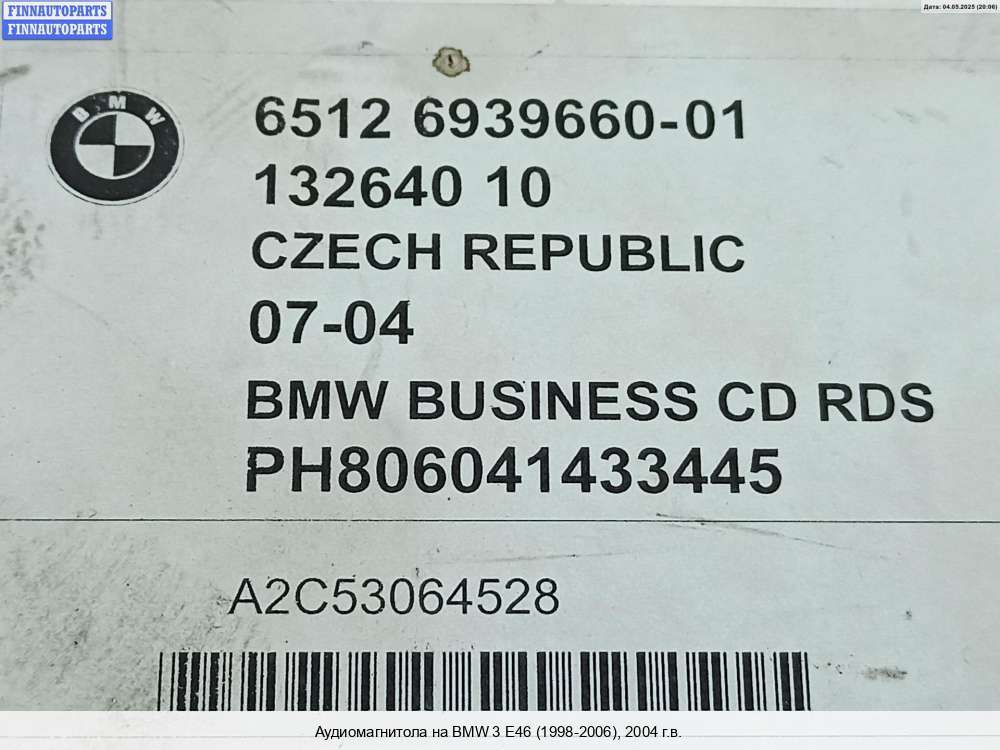 FINNAUTOPARTS
FINNAUTOPARTS
Дата: 04.05.2025 (20:06)
BMW
6512 6939660-01
132640 10
CZECH REPUBLIC
07-04
BMW BUSINESS CD RDS
PH806041433445
A2C53064528
Аудиомагнитола на BMW 3 E46 (1998-2006), 2004 г.в.